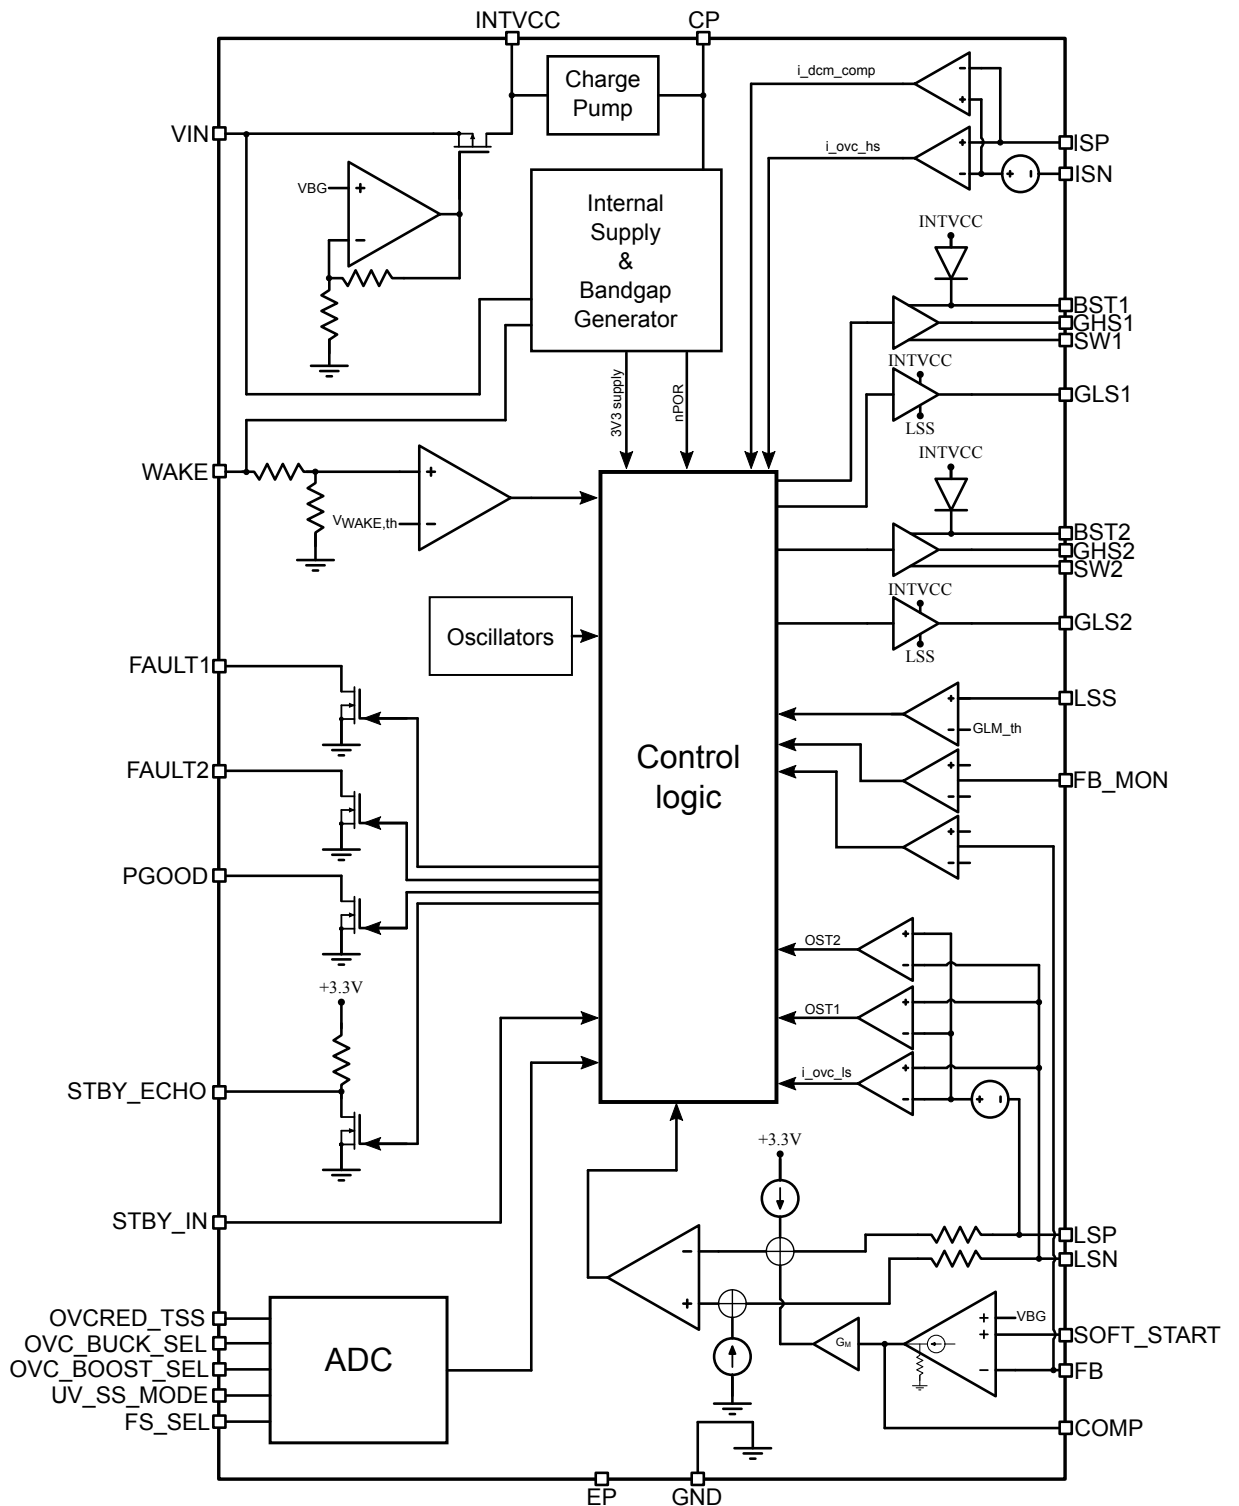 INTVCC
CP
Charge
Pump
i_dcm_comp
VIN
ISP
i_ovc_hs
ISN
VBG
+
-
Internal
Supply
&
Bandgap
Generator
INTVCC
BST1
GHS1
SW1
INTVCC
GLS1
LSS
3V3 supply
nPOR
WAKE
VWAKE,th
+
-
INTVCC
BST2
GHS2
SW2
INTVCC
GLS2
LSS
Oscillators
FAULT1
LSS
GLM_th
FAULT2
Control
logic
FB_MON
PGOOD
OST2
+3.3V
OST1
STBY_ECHO
i_ovc_ls
+3.3V
STBY_IN
LSP
LSN
OVCRED_TSS
OVC_BUCK_SEL
OVC_BOOST_SEL
UV_SS_MODE
FS_SEL
ADC
GM
VBG
SOFT_START
FB
COMP
EP
GND